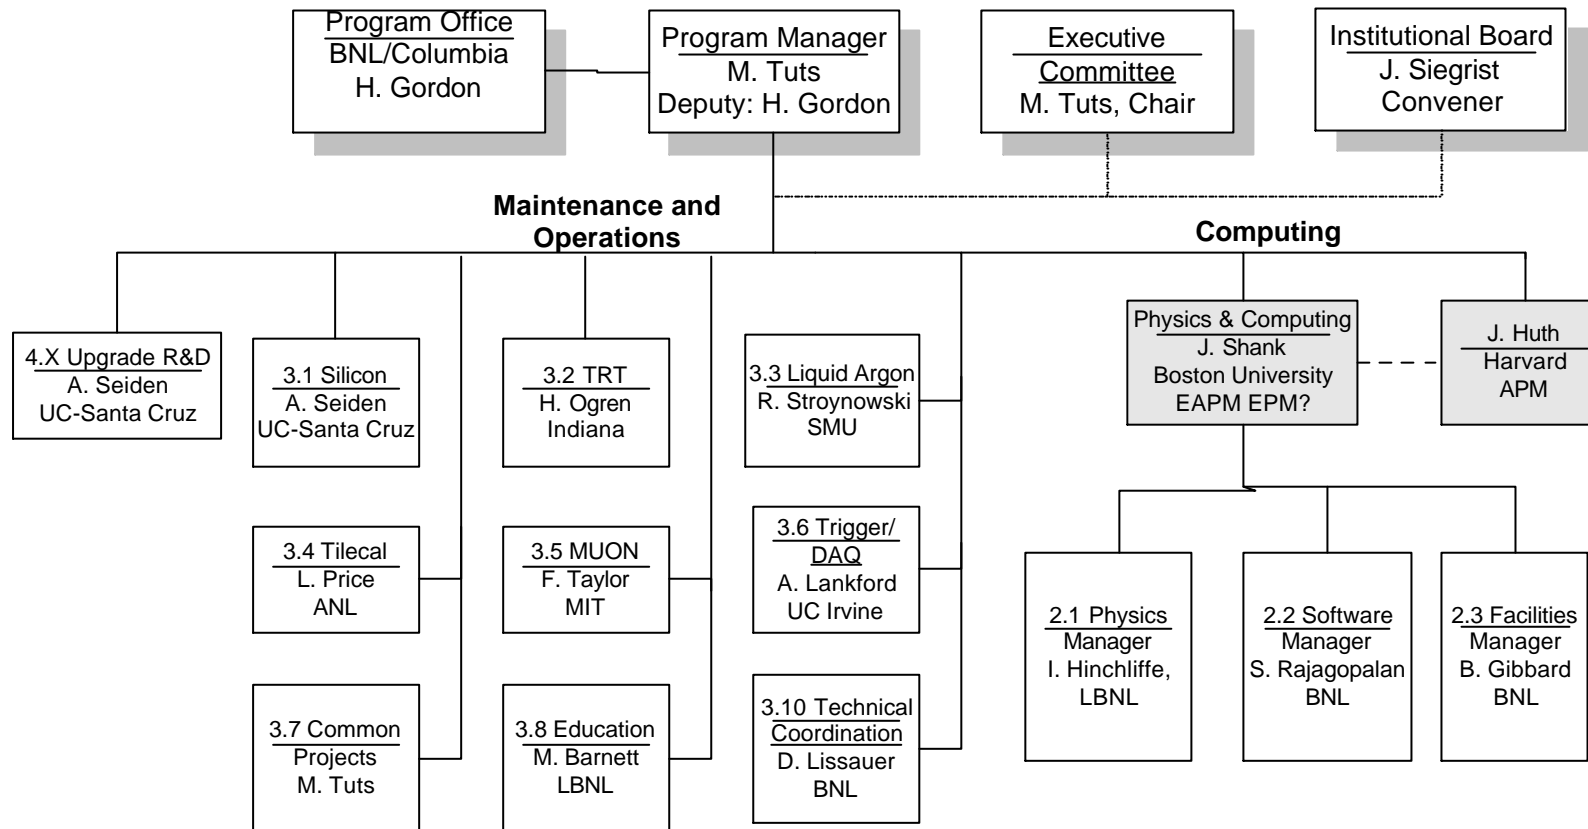 Program Office
BNL/Columbia
H. Gordon
Program Manager
M. Tuts
Deputy: H. Gordon
Executive
Committee
M. Tuts, Chair
Institutional Board
J. Siegrist
Convener
Maintenance and
Operations
Computing
4.X Upgrade R&D
A. Seiden
UC-Santa Cruz
3.1 Silicon
A. Seiden
UC-Santa Cruz
3.2 TRT
H. Ogren
Indiana
3.3 Liquid Argon
R. Stroynowski
SMU
Physics & Computing
J. Shank
Boston University
EAPM EPM?
J. Huth
Harvard
APM
3.4 Tilecal
L. Price
ANL
3.5 MUON
F. Taylor
MIT
3.6 Trigger/
DAQ
A. Lankford
UC Irvine
2.1 Physics
Manager
I. Hinchliffe,
LBNL
2.2 Software
Manager
S. Rajagopalan
BNL
2.3 Facilities
Manager
B. Gibbard
BNL
3.7 Common
Projects
M. Tuts
3.8 Education
M. Barnett
LBNL
3.10 Technical
Coordination
D. Lissauer
BNL